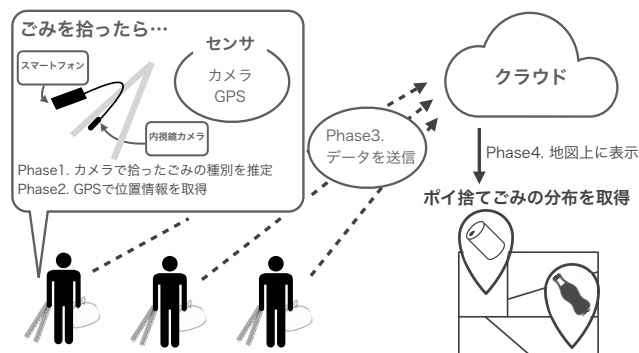 ごみを拾ったら…
スマートフォン
センサ
カメラ
GPS
内視鏡カメラ
Phase1. カメラで拾ったごみの種別を推定
Phase2. GPSで位置情報を取得
Phase3.
データを送信
クラウド
Phase4. 地図上に表示
ポイ捨てごみの分布を取得